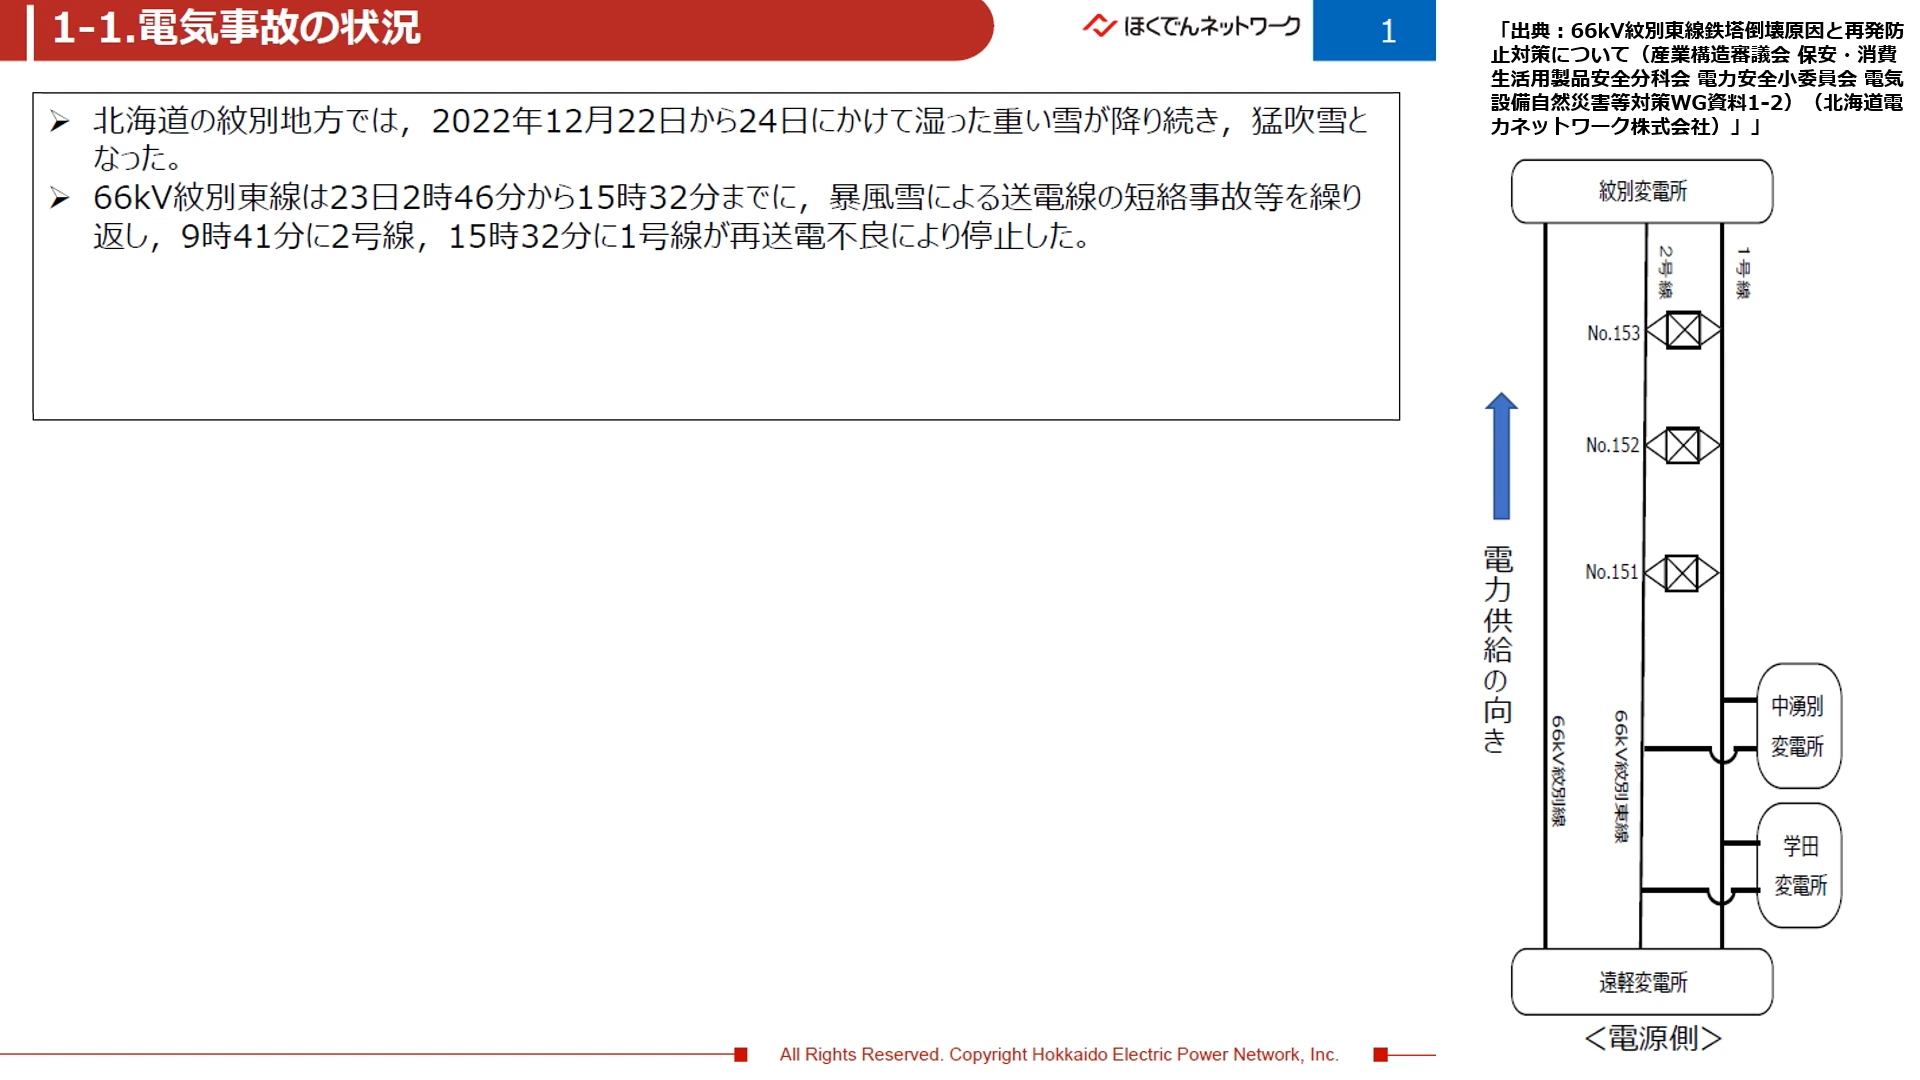 1-1.電気事故の状況
ほくでんネットワーク
1
➢ 北海道の紋別地方では，2022年12月22日から24日にかけて湿った重い雪が降り続き，猛吹雪と
なった。
➢ 66kV紋別東線は23日2時46分から15時32分までに，暴風雪による送電線の短絡事故等を繰り
返し，9時41分に2号線，15時32分に1号線が再送電不良により停止した。
「出典：66kV紋別東線鉄塔倒壊原因と再発防
止対策について（産業構造審議会 保安・消費
生活用製品安全分科会 電力安全小委員会 電気
設備自然災害等対策WG資料1-2）（北海道電
力ネットワーク株式会社）」」
紋別変電所
2号線
1号線
No.153
No.152
No.151
電力供給の向き
66kV紋別線
66kV紋別東線
中湧別
変電所
学田
変電所
遠軽変電所
＜電源側＞
All Rights Reserved. Copyright Hokkaido Electric Power Network, Inc.